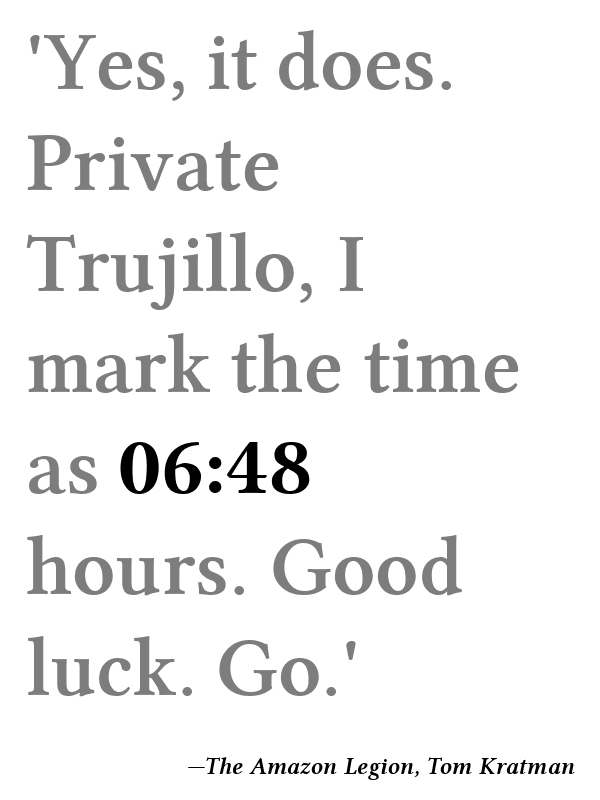 'Yes, it does.
Private
Trujillo, I
mark the time
as 06:48
hours. Good
luck. Go.'
—The Amazon Legion, Tom Kratman